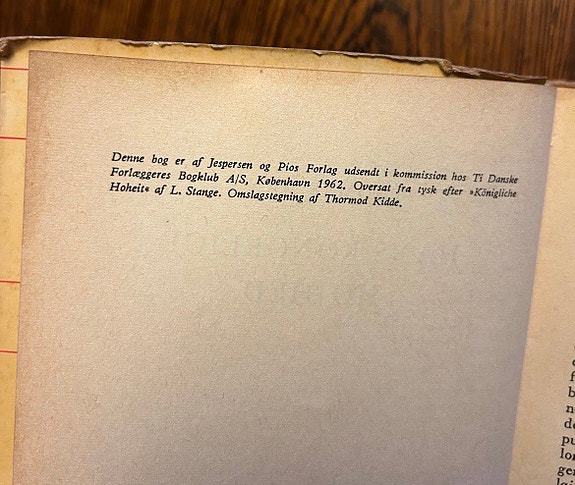 Denne bog er af Jespersen og Pios Forlag udsendt i kommission hos Ti Danske
Forlæggeres Bogklub A/S, København 1962. Oversat fra tysk efter »Königliche
Hoheit« af L. Stange. Omslagstegning af Thormod Kidde.